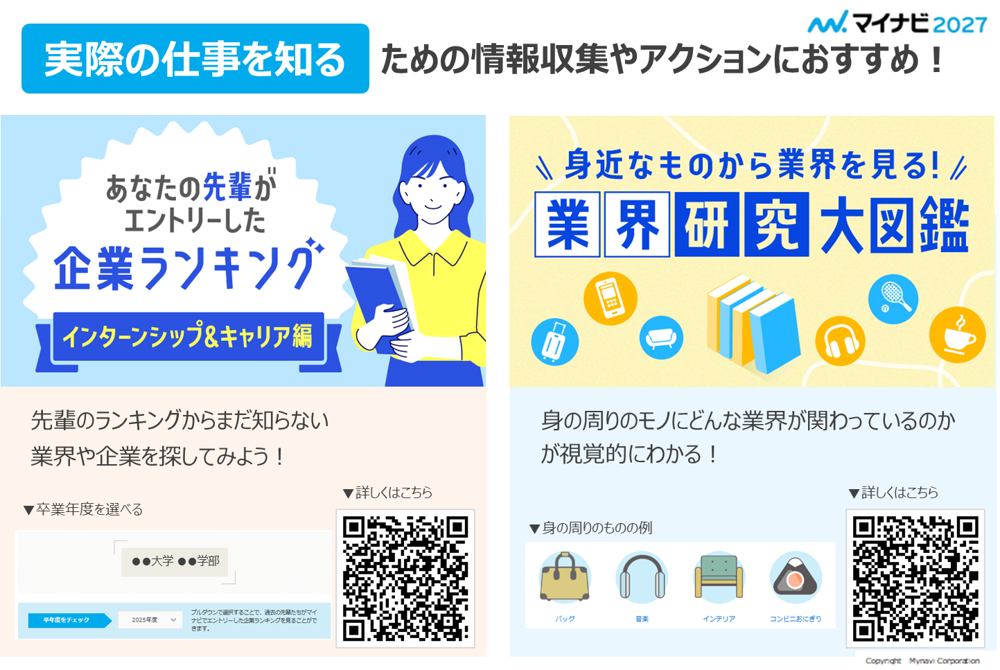 マイナビ2027
実際の仕事を知る ための情報収集やアクションにおすすめ！
あなたの先輩が
エントリーした
企業ランキング
インターンシップ&キャリア編
先輩のランキングからまだ知らない
業界や企業を探してみよう！
▼卒業年度を選べる
●●大学 ●●学部
卒年度をチェック
2025年度
プルダウンで選択することで、過去の先輩たちがマイ
ナビでエントリーした企業ランキングを見ることがで
きます。
▼詳しくはこちら
身近なものから業界を見る!
業界研究大図鑑
身の周りのモノにどんな業界が関わっているのか
が視覚的にわかる！
▼身の周りのものの例
バッグ
音楽
インテリア
コンビニおにぎり
▼詳しくはこちら
Copyright Mynavi Corporation